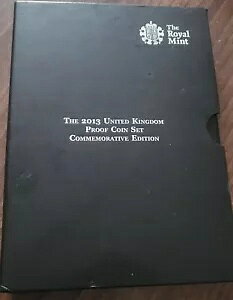 The
Royal
Mint
The 2013 United Kingdom
Proof Coin Set
Commemorative Edition